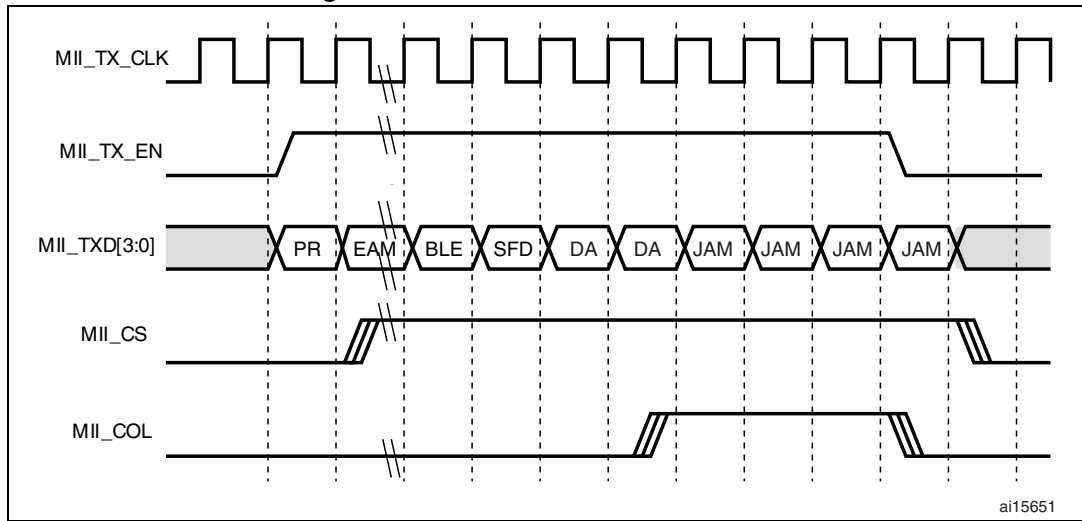 MII_TX_CLK
MII_TX_EN
MII_TXD[3:0] PR EAM BLE SFD DA DA JAM JAM JAM JAM
MII_CS
MII_COL
ai15651